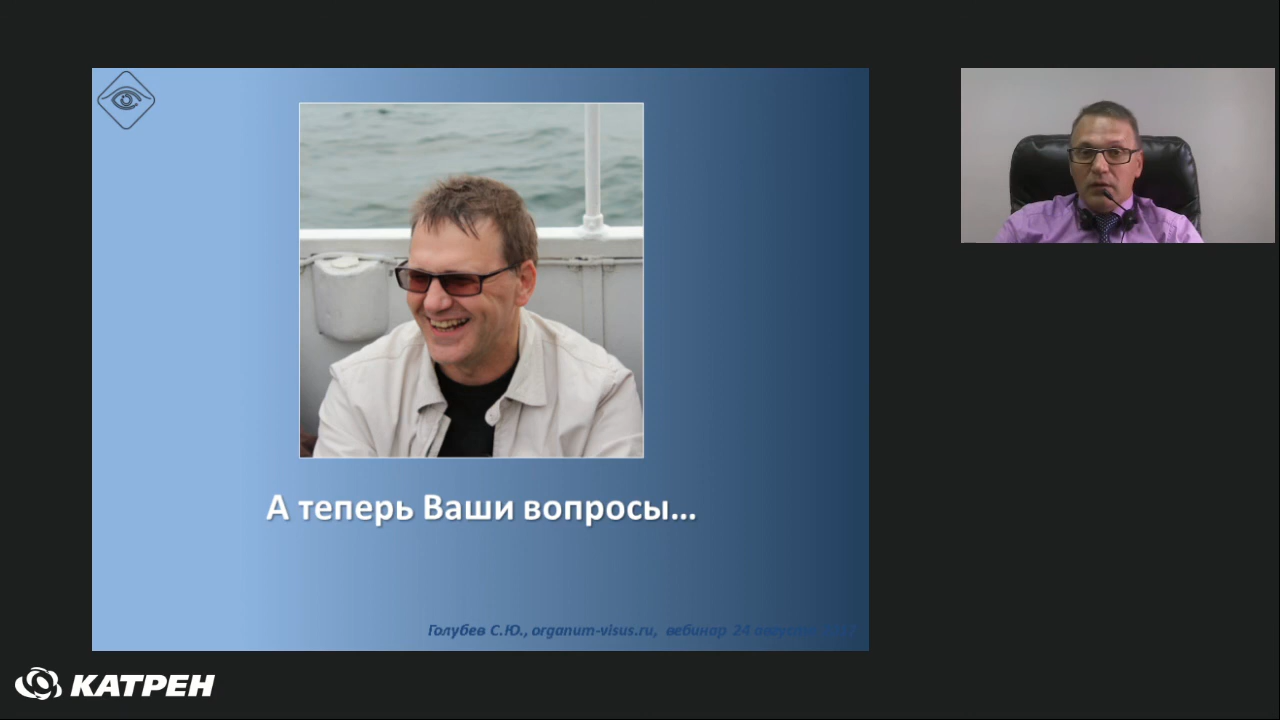 А теперь Ваши вопросы...
Голубев С.Ю., organum-visus.ru, вебинар 24
КАТРЕН